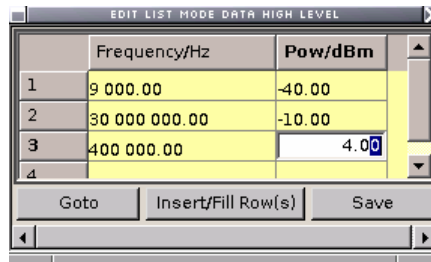 EDIT LIST MODE DATA HIGH LEVEL
Frequency/Hz Pow/dBm
1 9 000.00 -40.00
2 30 000 000.00 -10.00
3 400 000.00 4.00
4
Goto Insert/Fill Row(s) Save